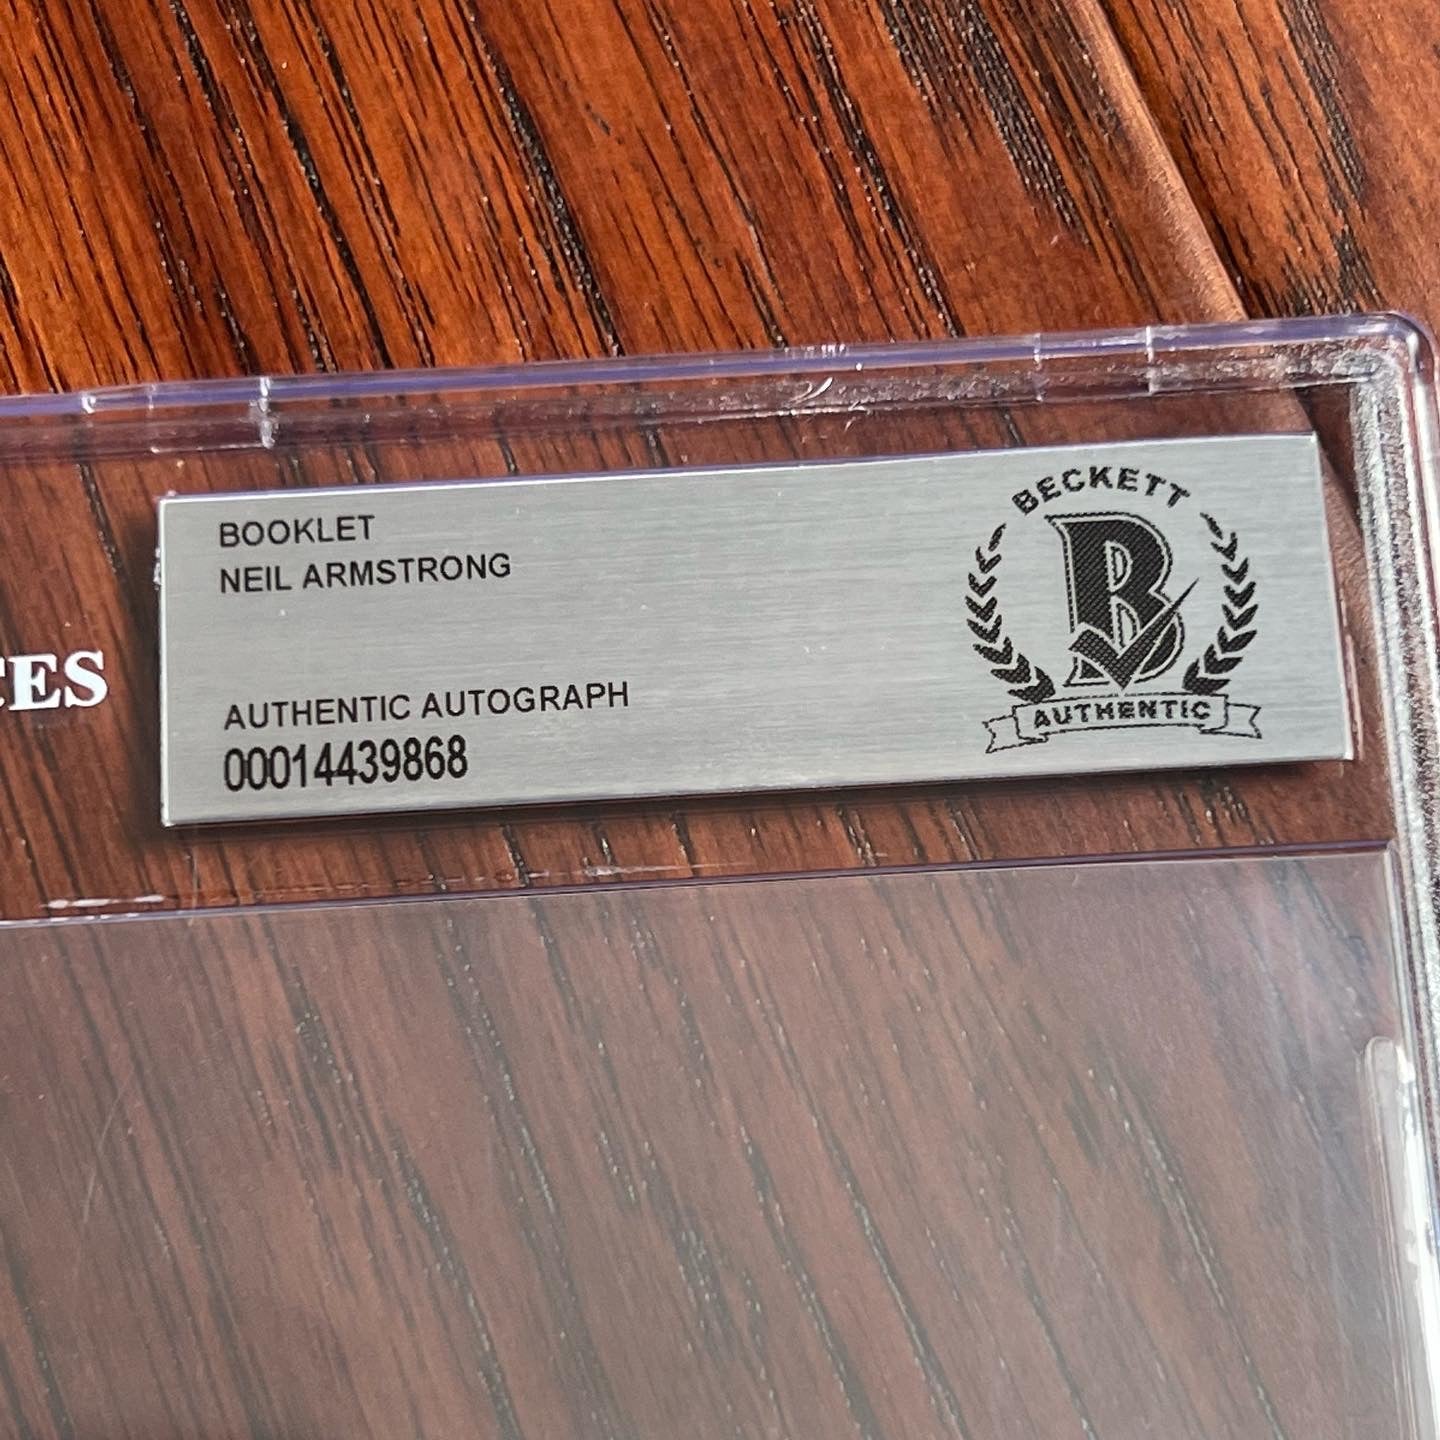 BOOKLET
NEIL ARMSTRONG
AUTHENTIC AUTOGRAPH
00014439868
BECKETT
B
AUTHENTIC
CES